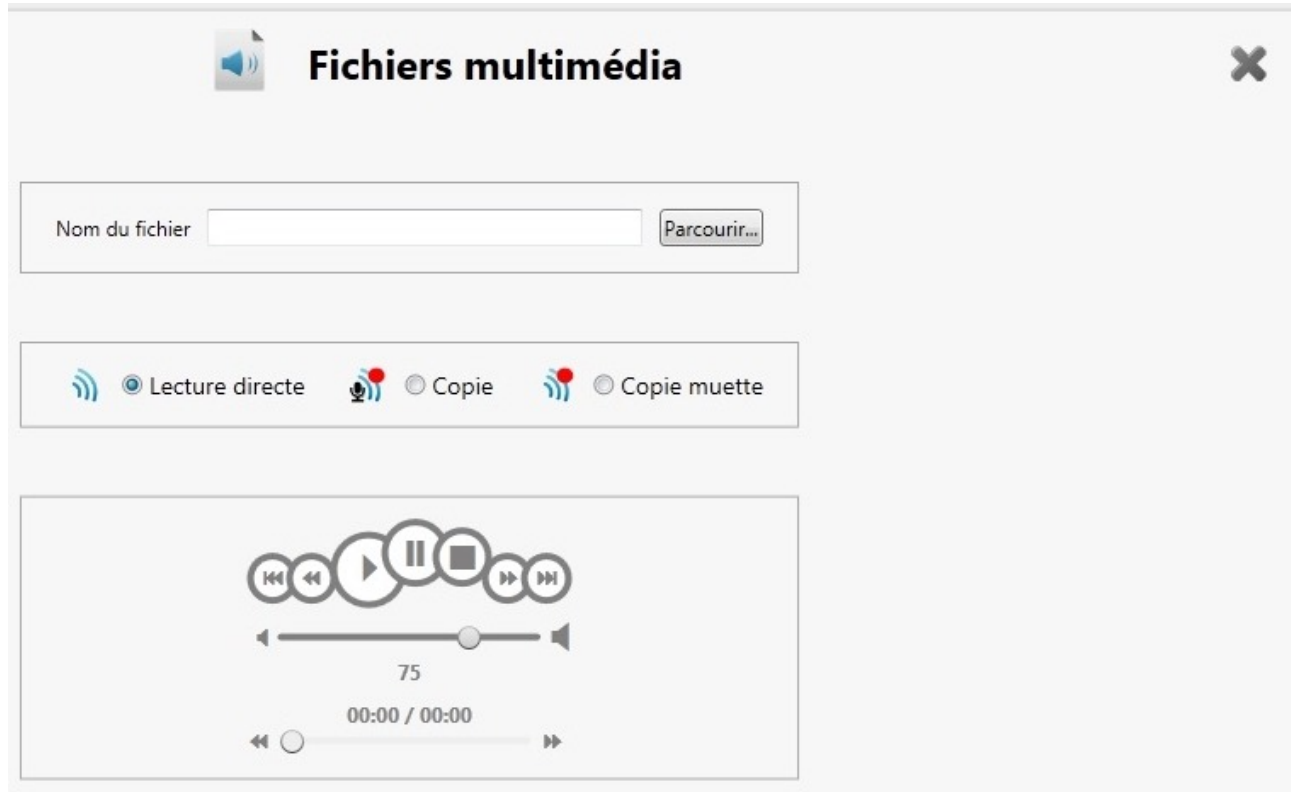 Fichiers multimédia
Nom du fichier Parcourir...
Lecture directe Copie Copie muette
75
00:00 / 00:00